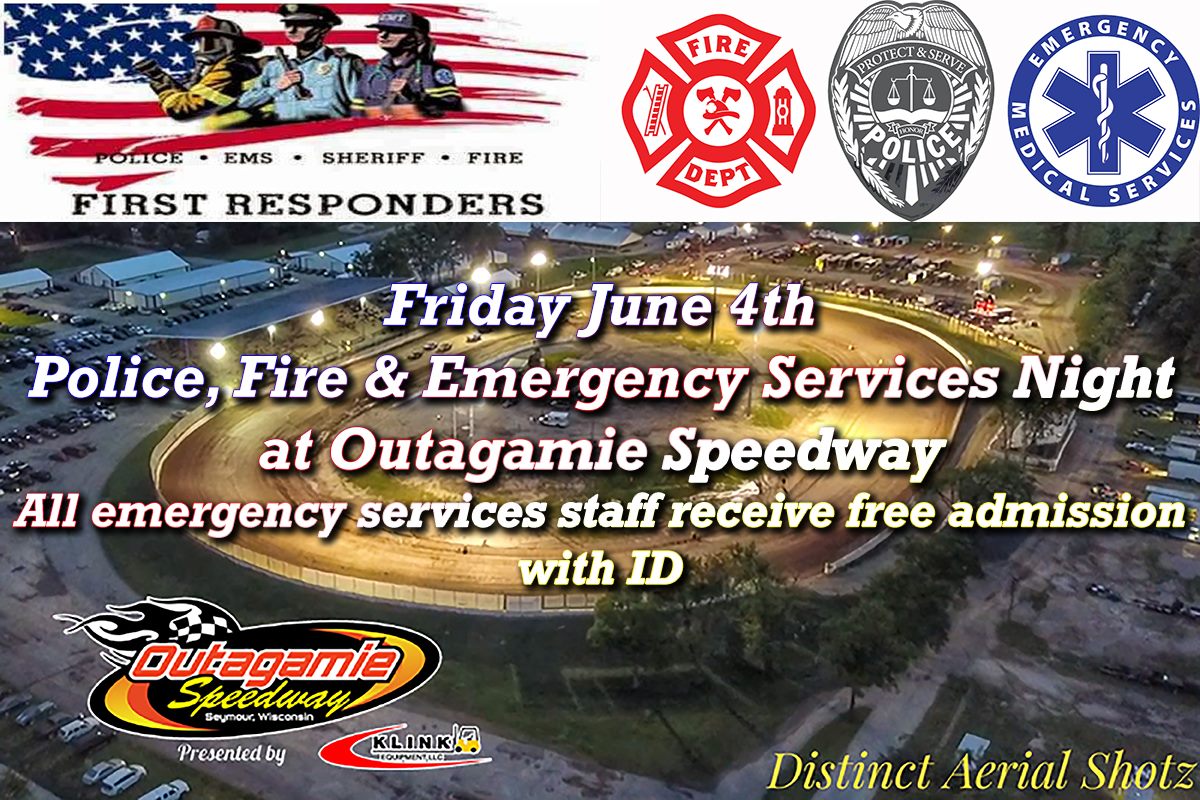 POLICE • EMS • SHERIFF • FIRE
FIRST RESPONDERS
FIRE
DEPT
PROTECT & SERVE
HONOR
POLICE
EMERGENCY
MEDICAL SERVICES
Friday June 4th
Police, Fire & Emergency Services Night
at Outagamie Speedway
All emergency services staff receive free admission
with ID
Outagamie
Speedway
Seymour, Wisconsin
Presented by
KLINK
EQUIPMENT, LLC
Distinct Aerial Shotz